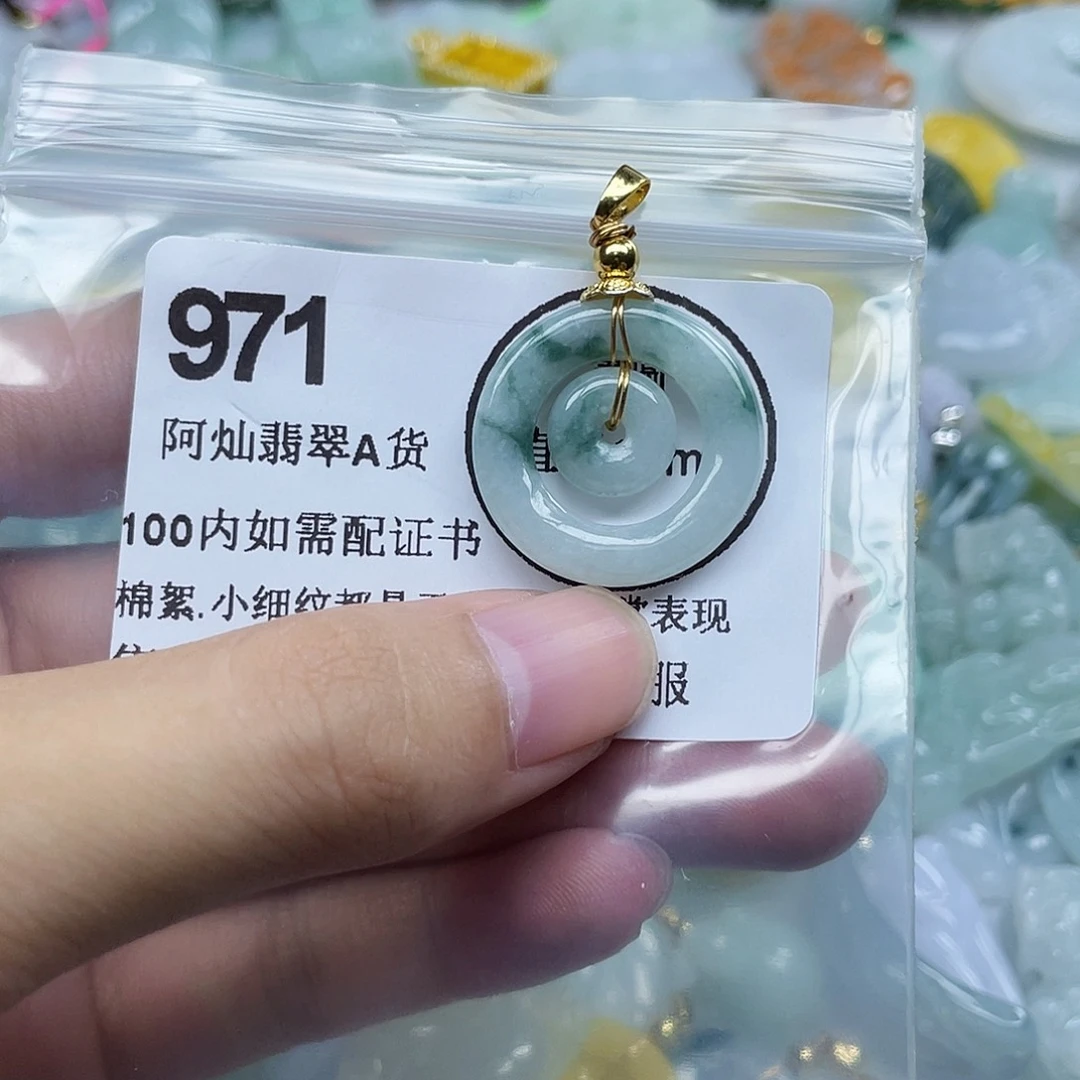 971
阿灿翡翠A货
100内如需配证书
棉絮.小细纹都是
表现
服